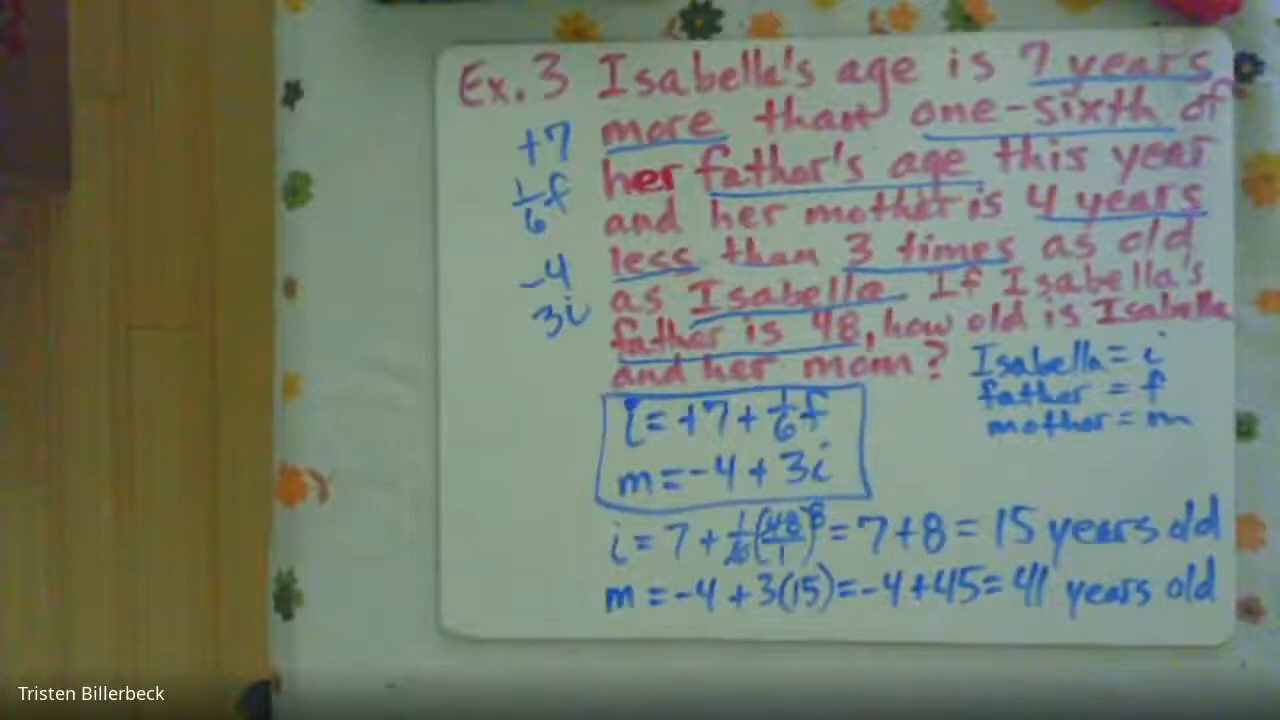 Ex. 3 Isabella's age is 7 years
+7 more than one-sixth of
her father's age this year
1/6 f and her mother is 4 years
less than 3 times as old
-4
as Isabella. If Isabella's
3i
father is 48, how old is Isabella
and her mom?
Isabella = i
father = f
mother = m
i = +7 + 1/6 f
m = -4 + 3i
i = 7 + 1/6 (48/1)8 = 7 + 8 = 15 years old
m = -4 + 3(15) = -4 + 45 = 41 years old
Tristen Billerbeck